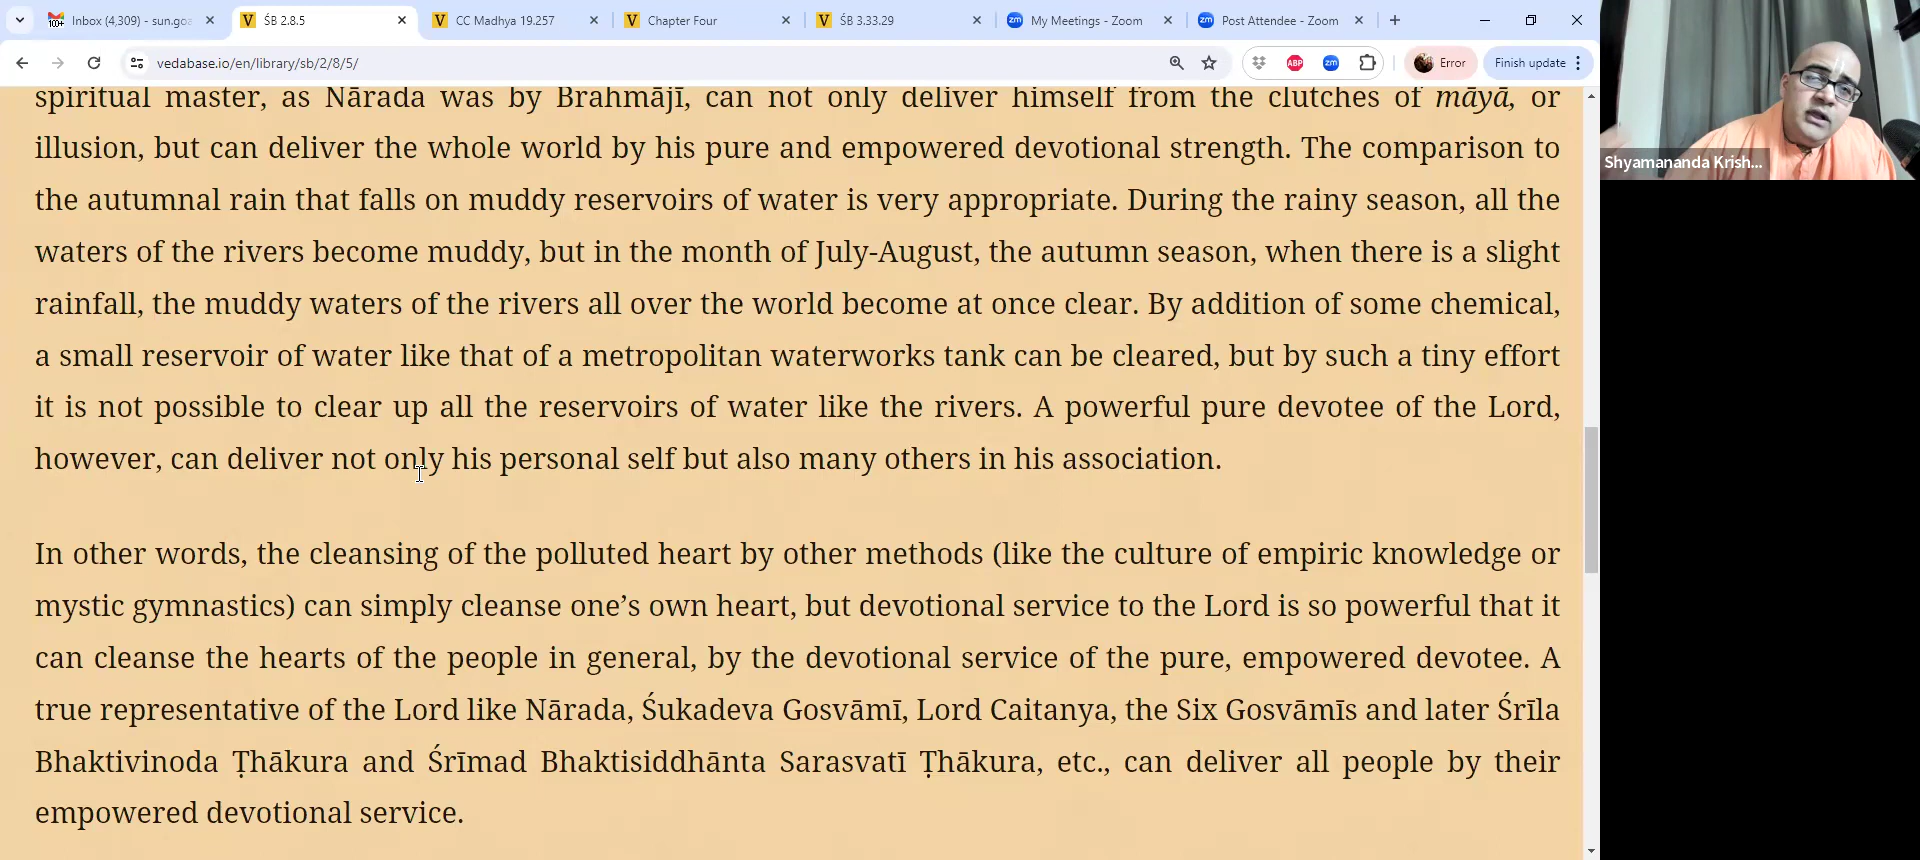 Inbox (4,309) - sun.goa
ŚB 2.8.5
CC Madhya 19.257
Chapter Four
ŚB 3.33.29
My Meetings - Zoom
Post Attendee - Zoom
vedabase.io/en/library/sb/2/8/5/
ABP
zm
Error
Finish update
Shyamananda Krish...
spiritual master, as Nārada was by Brahmājī, can not only deliver himself from the clutches of māyā, or
illusion, but can deliver the whole world by his pure and empowered devotional strength. The comparison to
the autumnal rain that falls on muddy reservoirs of water is very appropriate. During the rainy season, all the
waters of the rivers become muddy, but in the month of July-August, the autumn season, when there is a slight
rainfall, the muddy waters of the rivers all over the world become at once clear. By addition of some chemical,
a small reservoir of water like that of a metropolitan waterworks tank can be cleared, but by such a tiny effort
it is not possible to clear up all the reservoirs of water like the rivers. A powerful pure devotee of the Lord,
however, can deliver not only his personal self but also many others in his association.
In other words, the cleansing of the polluted heart by other methods (like the culture of empiric knowledge or
mystic gymnastics) can simply cleanse one’s own heart, but devotional service to the Lord is so powerful that it
can cleanse the hearts of the people in general, by the devotional service of the pure, empowered devotee. A
true representative of the Lord like Nārada, Śukadeva Gosvāmī, Lord Caitanya, the Six Gosvāmīs and later Śrīla
Bhaktivinoda Ṭhākura and Śrīmad Bhaktisiddhānta Sarasvatī Ṭhākura, etc., can deliver all people by their
empowered devotional service.